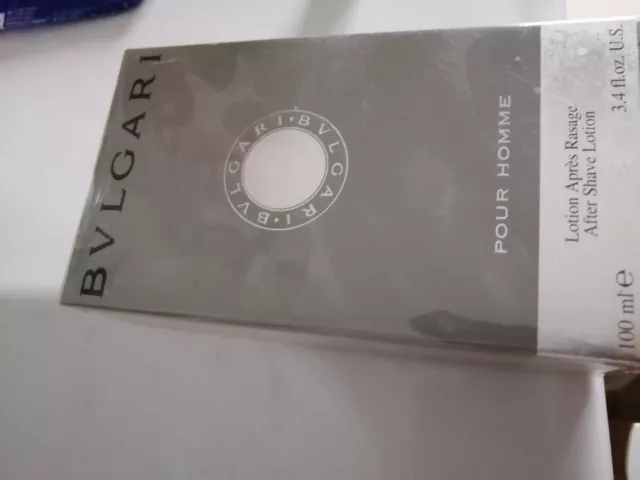 BVLGARI
BVLGARI • BVLGARI •
POUR HOMME
Lotion Après Rasage
After Shave Lotion
100 ml e 3.4 fl.oz. U.S.